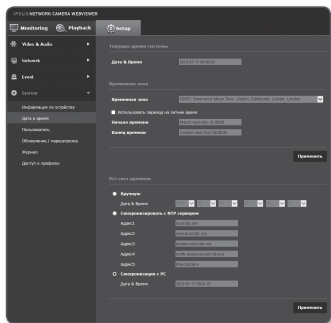 iPOLiS NETWORK CAMERA WEBVIEWER
Monitoring Playback Setup
Video & Audio
Network
Event
System
Информация по устройству
Дата и время
Пользователь
Обновление / перезагрузка
Журнал
Доступ к профилю
Текущее время системы
Дата & Время
Временная зона
Временная зона
Использовать переход на летнее время
Начало времени
Конец времени
Применить
Уст.сист.времени
Вручную
Дата & Время
Синхронизировать с NTP сервером
Адрес1
Адрес2
Адрес3
Адрес4
Адрес5
Синхронизация с PC
Дата & Время
Применить